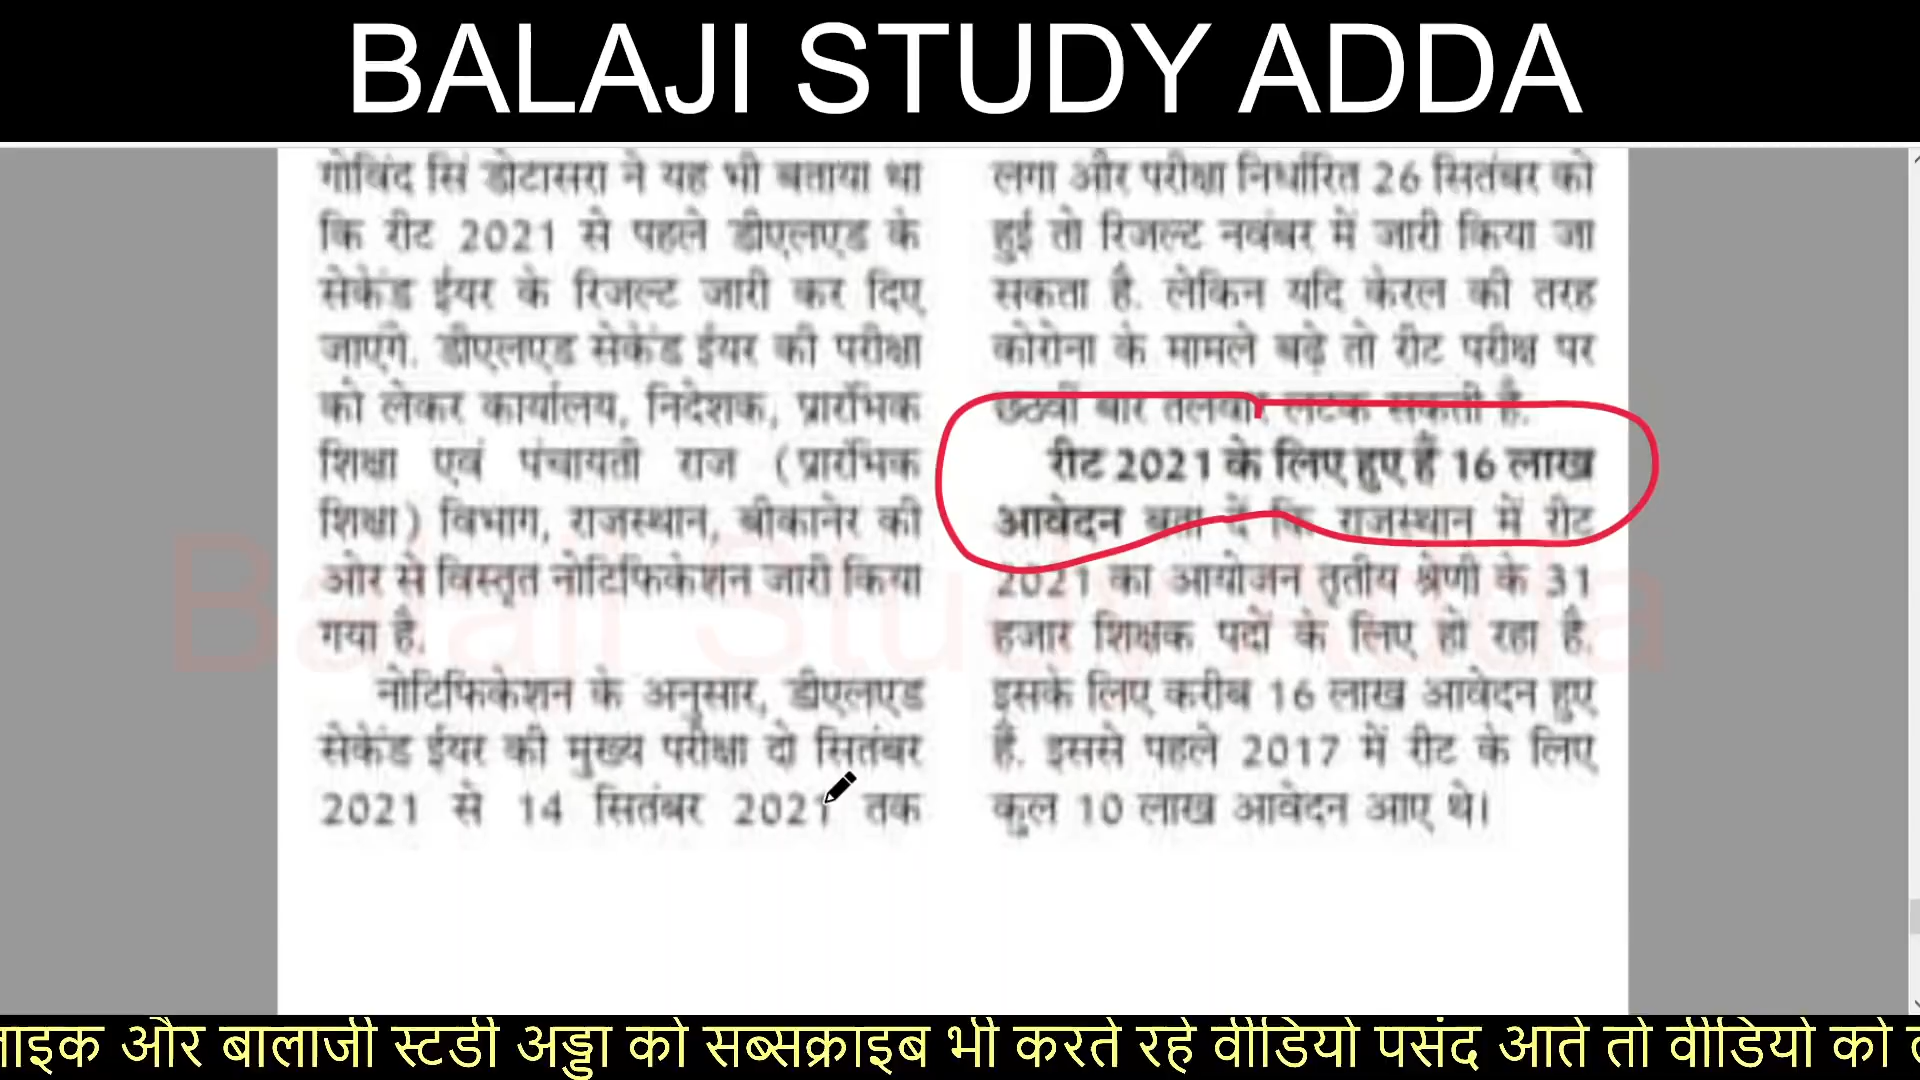 BALAJI STUDY ADDA
गोविंद सिं डोटासरा ने यह भी बताया था
कि रीट 2021 से पहले डीएलएड के
सेकेंड ईयर के रिजल्ट जारी कर दिए
जाएंगे. डीएलएड सेकेंड ईयर की परीक्षा
को लेकर कार्यालय, निदेशक, प्रारंभिक
शिक्षा एवं पंचायती राज (प्रारंभिक
शिक्षा) विभाग, राजस्थान, बीकानेर की
ओर से विस्तृत नोटिफिकेशन जारी किया
गया है.
नोटिफिकेशन के अनुसार, डीएलएड
सेकेंड ईयर की मुख्य परीक्षा दो सितंबर
2021 से 14 सितंबर 2021 तक
लगा और परीक्षा निर्धारित 26 सितंबर को
हुई तो रिजल्ट नवंबर में जारी किया जा
सकता है. लेकिन यदि केरल की तरह
कोरोना के मामले बढ़े तो रीट परीक्ष पर
छठवीं बार तलवार लटक सकती है.
रीट 2021 के लिए हुए हैं 16 लाख
आवेदन बता दें कि राजस्थान में रीट
2021 का आयोजन तृतीय श्रेणी के 31
हजार शिक्षक पदों के लिए हो रहा है.
इसके लिए करीब 16 लाख आवेदन हुए
हैं. इससे पहले 2017 में रीट के लिए
कुल 10 लाख आवेदन आए थे।
Balaji Study Adda
लाइक और बालाजी स्टडी अड्डा को सब्सक्राइब भी करते रहे वीडियो पसंद आते तो वीडियो को